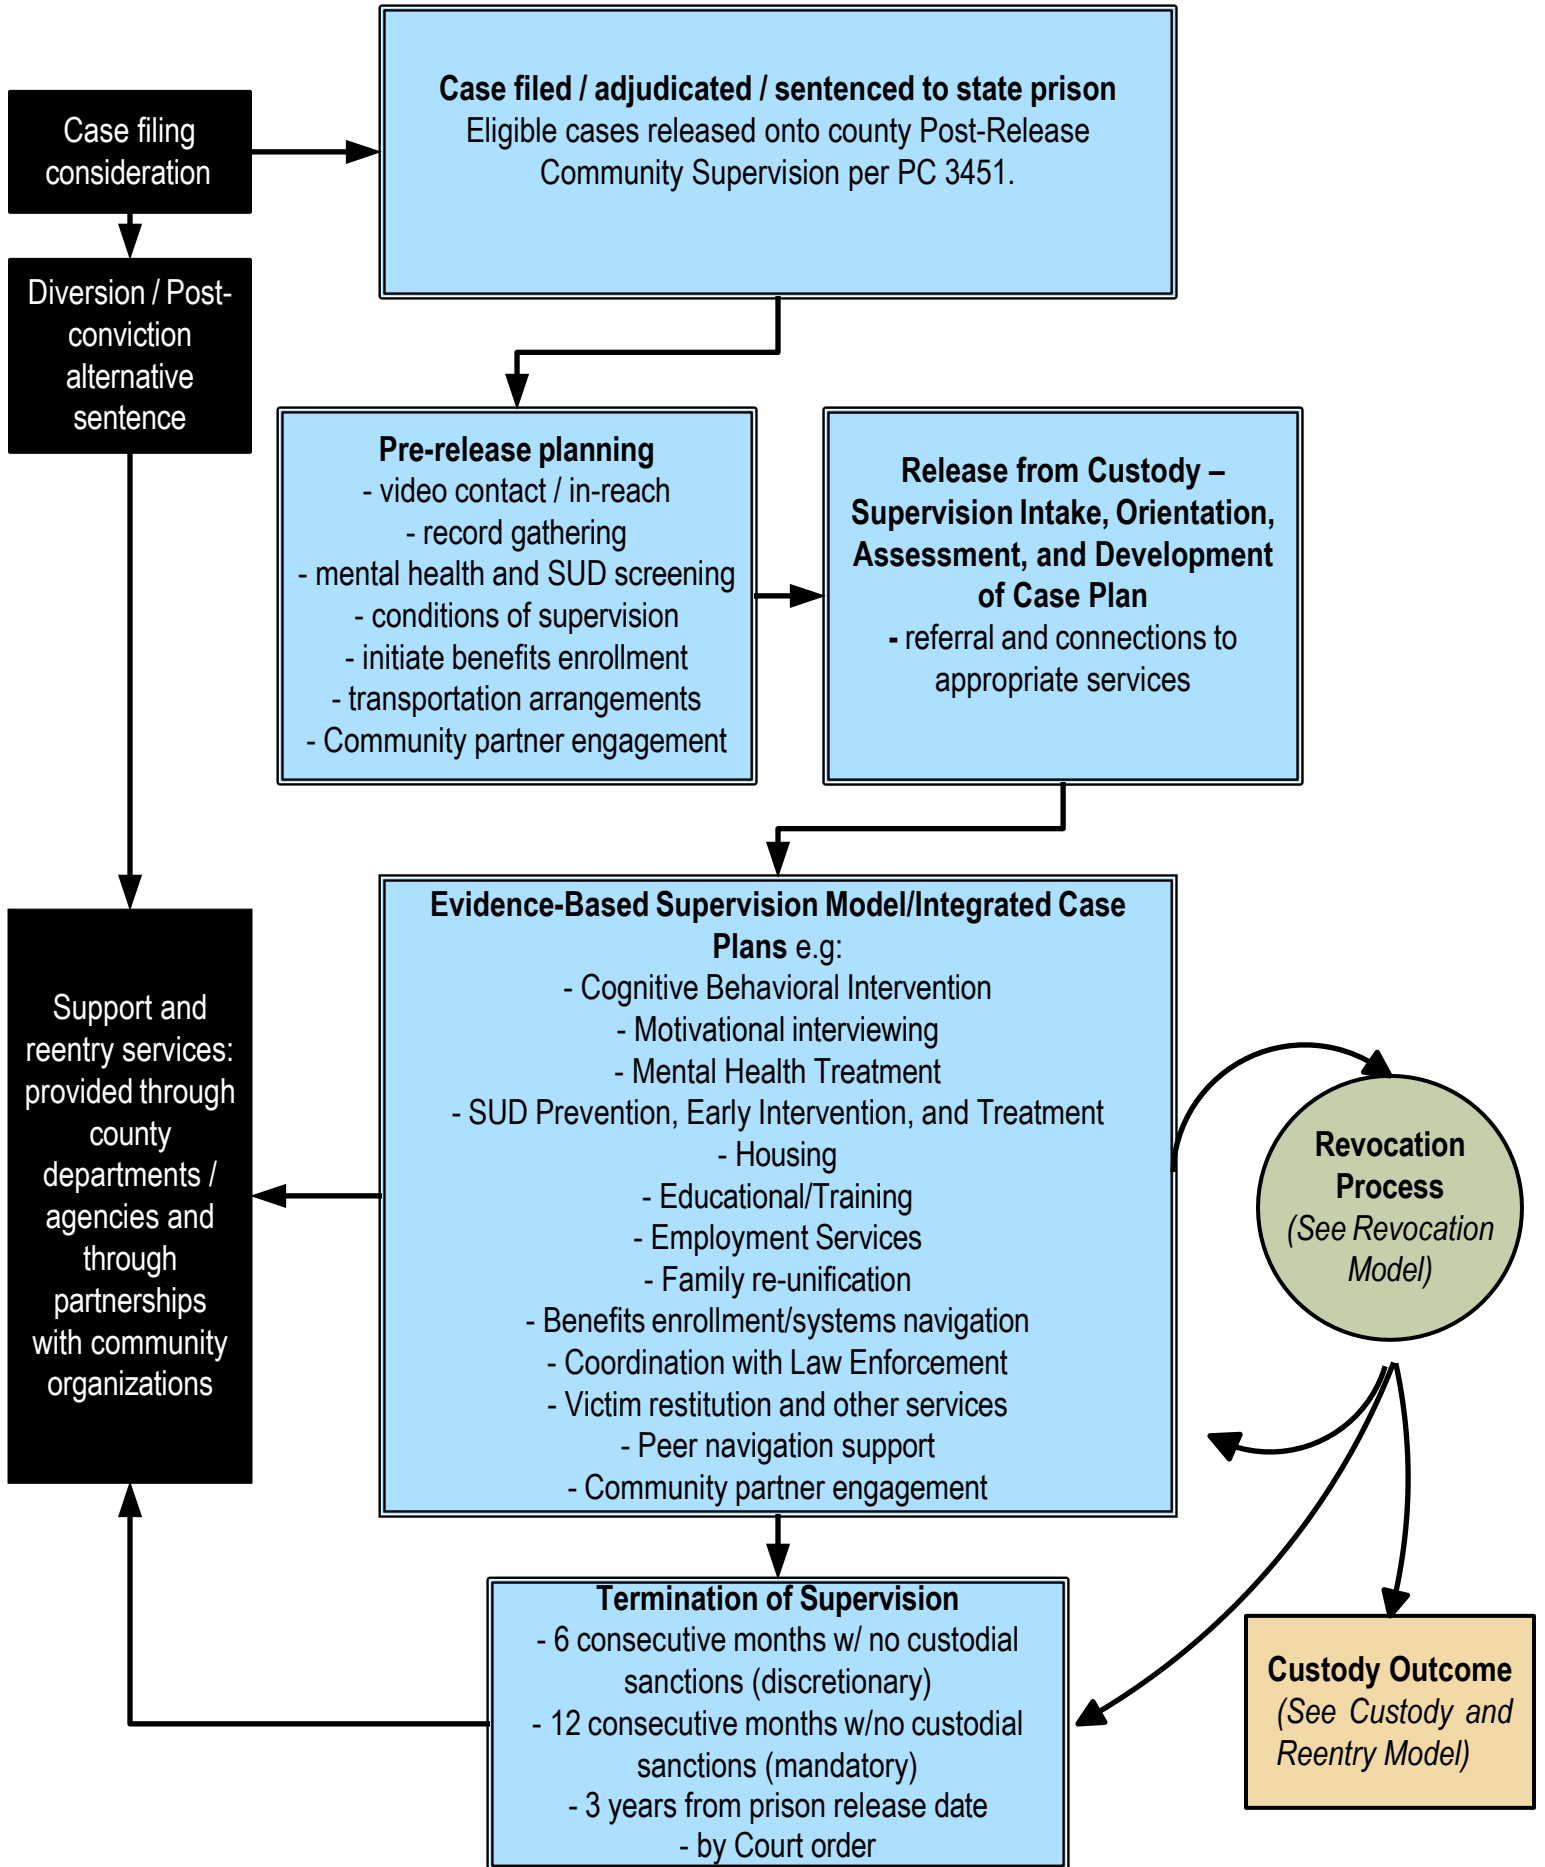 Case filed / adjudicated / sentenced to state prison
Eligible cases released onto county Post-Release
Community Supervision per PC 3451.
Case filing
consideration
Diversion / Post-
conviction
alternative
sentence
Pre-release planning
- video contact / in-reach
- record gathering
- mental health and SUD screening
- conditions of supervision
- initiate benefits enrollment
- transportation arrangements
- Community partner engagement
Release from Custody –
Supervision Intake, Orientation,
Assessment, and Development
of Case Plan
- referral and connections to
appropriate services
Evidence-Based Supervision Model/Integrated Case
Plans e.g:
- Cognitive Behavioral Intervention
- Motivational interviewing
- Mental Health Treatment
- SUD Prevention, Early Intervention, and Treatment
- Housing
- Educational/Training
- Employment Services
- Family re-unification
- Benefits enrollment/systems navigation
- Coordination with Law Enforcement
- Victim restitution and other services
- Peer navigation support
- Community partner engagement
Support and
reentry services:
provided through
county
departments /
agencies and
through
partnerships
with community
organizations
Revocation
Process
(See Revocation
Model)
Termination of Supervision
- 6 consecutive months w/ no custodial
sanctions (discretionary)
- 12 consecutive months w/no custodial
sanctions (mandatory)
- 3 years from prison release date
- by Court order
Custody Outcome
(See Custody and
Reentry Model)